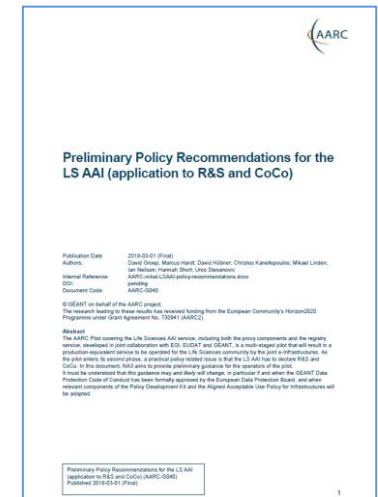 AARC
Preliminary Policy Recommendations for the
LS AAI (application to R&S and CoCo)
Publication Date 2018-03-01 (Final)
Authors: David Groep; Marcus Hardt; David Hübner; Christos Kanellopoulos; Mikael Linden;
Ian Neilson; Hannah Short; Uros Stevanovic
Internal Reference: AARC-initial-LSAAI-policy-recommendations.docx
DOI: pending
Document Code: AARC-G040
© GÉANT on behalf of the AARC project.
The research leading to these results has received funding from the European Community's Horizon2020
Programme under Grant Agreement No. 730941 (AARC2).
Abstract
The AARC Pilot covering the Life Sciences AAI service, including both the proxy components and the registry
service, developed in joint collaboration with EGI, EUDAT and GÉANT, is a multi-staged pilot that will result in a
production-equivalent service to be operated for the Life Sciences community by the joint e-Infrastructures. As
the pilot enters its second phase, a practical policy related issue is that the LS AAI has to declare R&S and
CoCo. In this document, NA3 aims to provide preliminary guidance for the operators of the pilot.
It must be understood that this guidance may and likely will change, in particular if and when the GEANT Data
Protection Code of Conduct has been formally approved by the European Data Protection Board, and when
relevant components of the Policy Development Kit and the Aligned Acceptable Use Policy for Infrastructures will
be adopted.
Preliminary Policy Recommendations for the LS AAI
(application to R&S and CoCo) (AARC-G040)
Published 2018-03-01 (Final)
1